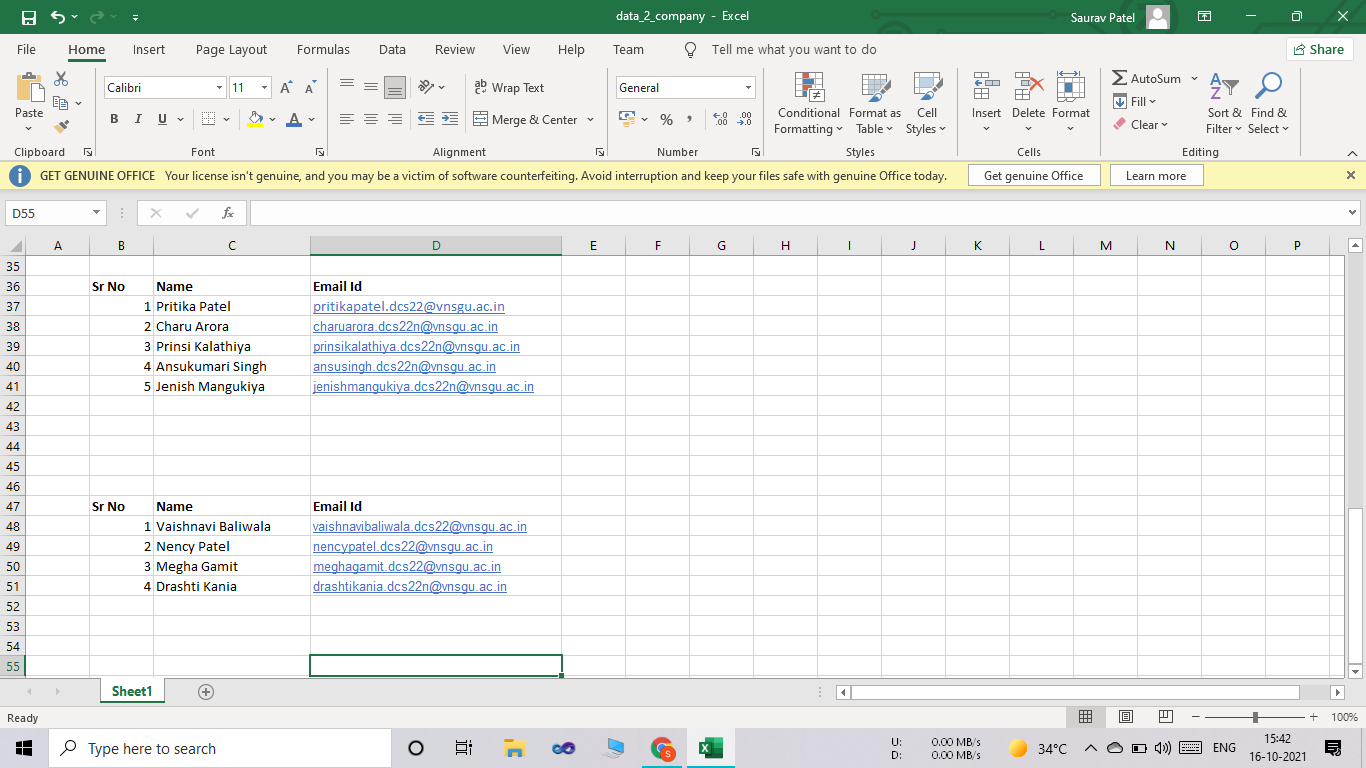 data_2_company - Excel
Saurav Patel
File Home Insert Page Layout Formulas Data Review View Help Team Tell me what you want to do Share
Paste
Clipboard
Calibri 11
B I U A
Font
Wrap Text
Merge & Center
Alignment
General
% ,
Number
Conditional Formatting
Format as Table
Cell Styles
Styles
Insert Delete Format
Cells
AutoSum
Fill
Clear
Sort & Filter
Find & Select
Editing
GET GENUINE OFFICE Your license isn't genuine, and you may be a victim of software counterfeiting. Avoid interruption and keep your files safe with genuine Office today. Get genuine Office Learn more
D55 fx
A B C D E F G H I J K L M N O P
35
36 Sr No Name Email Id
37 1 Pritika Patel pritikapatel.dcs22@vnsgu.ac.in
38 2 Charu Arora charuarora.dcs22n@vnsgu.ac.in
39 3 Prinsi Kalathiya prinsikalathiya.dcs22n@vnsgu.ac.in
40 4 Ansukumari Singh ansusingh.dcs22n@vnsgu.ac.in
41 5 Jenish Mangukiya jenishmangukiya.dcs22n@vnsgu.ac.in
42
43
44
45
46
47 Sr No Name Email Id
48 1 Vaishnavi Baliwala vaishnavibaliwala.dcs22@vnsgu.ac.in
49 2 Nency Patel nencypatel.dcs22@vnsgu.ac.in
50 3 Megha Gamit meghagamit.dcs22@vnsgu.ac.in
51 4 Drashti Kania drashtikania.dcs22n@vnsgu.ac.in
52
53
54
55
Sheet1
Ready 100%
Type here to search
U: 0.00 MB/s
D: 0.00 MB/s
34°C
ENG
15:42
16-10-2021